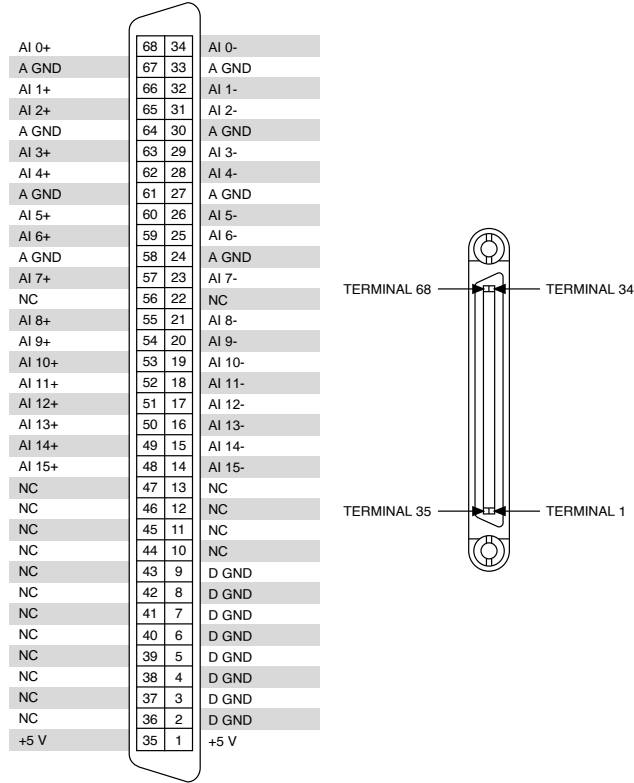 AI 0+ 68 34 AI 0-
A GND 67 33 A GND
AI 1+ 66 32 AI 1-
AI 2+ 65 31 AI 2-
A GND 64 30 A GND
AI 3+ 63 29 AI 3-
AI 4+ 62 28 AI 4-
A GND 61 27 A GND
AI 5+ 60 26 AI 5-
AI 6+ 59 25 AI 6-
A GND 58 24 A GND
AI 7+ 57 23 AI 7-
NC 56 22 NC
AI 8+ 55 21 AI 8-
AI 9+ 54 20 AI 9-
AI 10+ 53 19 AI 10-
AI 11+ 52 18 AI 11-
AI 12+ 51 17 AI 12-
AI 13+ 50 16 AI 13-
AI 14+ 49 15 AI 14-
AI 15+ 48 14 AI 15-
NC 47 13 NC
NC 46 12 NC
NC 45 11 NC
NC 44 10 NC
NC 43 9 D GND
NC 42 8 D GND
NC 41 7 D GND
NC 40 6 D GND
NC 39 5 D GND
NC 38 4 D GND
NC 37 3 D GND
NC 36 2 D GND
+5 V 35 1 +5 V
TERMINAL 68 TERMINAL 34
TERMINAL 35 TERMINAL 1